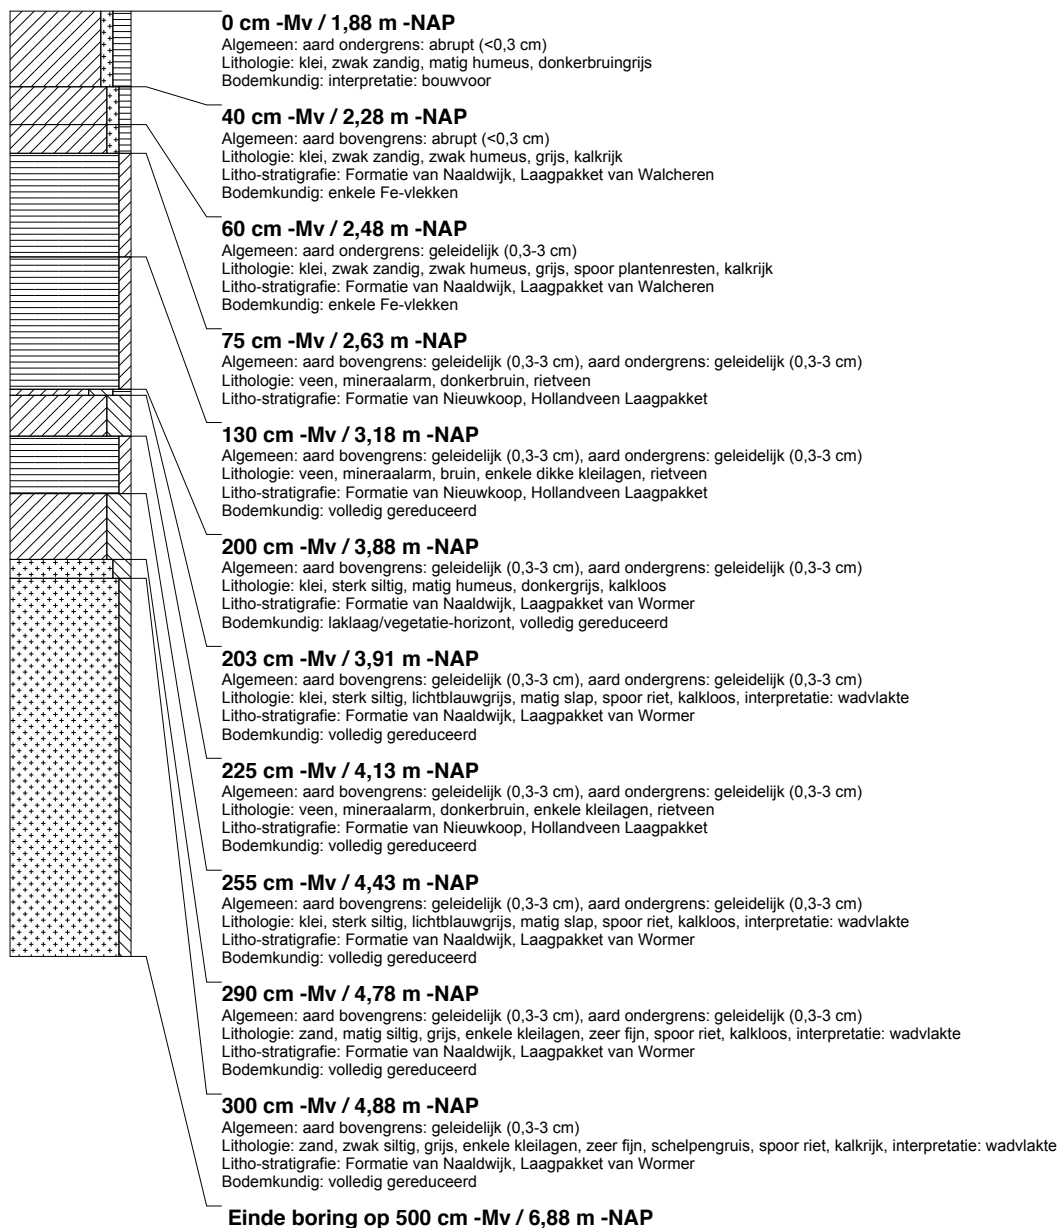 0 cm -Mv / 1,88 m -NAP
Algemeen: aard ondergrens: abrupt (<0,3 cm)
Lithologie: klei, zwak zandig, matig humeus, donkerbruingrijs
Bodemkundig: interpretatie: bouwvoor
40 cm -Mv / 2,28 m -NAP
Algemeen: aard bovengrens: abrupt (<0,3 cm)
Lithologie: klei, zwak zandig, zwak humeus, grijs, kalkrijk
Litho-stratigrafie: Formatie van Naaldwijk, Laagpakket van Walcheren
Bodemkundig: enkele Fe-vlekken
60 cm -Mv / 2,48 m -NAP
Algemeen: aard ondergrens: geleidelijk (0,3-3 cm)
Lithologie: klei, zwak zandig, zwak humeus, grijs, spoor plantenresten, kalkrijk
Litho-stratigrafie: Formatie van Naaldwijk, Laagpakket van Walcheren
Bodemkundig: enkele Fe-vlekken
75 cm -Mv / 2,63 m -NAP
Algemeen: aard bovengrens: geleidelijk (0,3-3 cm), aard ondergrens: geleidelijk (0,3-3 cm)
Lithologie: veen, mineraalarm, donkerbruin, rietveen
Litho-stratigrafie: Formatie van Nieuwkoop, Hollandveen Laagpakket
130 cm -Mv / 3,18 m -NAP
Algemeen: aard bovengrens: geleidelijk (0,3-3 cm), aard ondergrens: geleidelijk (0,3-3 cm)
Lithologie: veen, mineraalarm, bruin, enkele dikke kleilagen, rietveen
Litho-stratigrafie: Formatie van Nieuwkoop, Hollandveen Laagpakket
Bodemkundig: volledig gereduceerd
200 cm -Mv / 3,88 m -NAP
Algemeen: aard bovengrens: geleidelijk (0,3-3 cm), aard ondergrens: geleidelijk (0,3-3 cm)
Lithologie: klei, sterk siltig, matig humeus, donkergrijs, kalkloos
Litho-stratigrafie: Formatie van Naaldwijk, Laagpakket van Wormer
Bodemkundig: laklaag/vegetatie-horizont, volledig gereduceerd
203 cm -Mv / 3,91 m -NAP
Algemeen: aard bovengrens: geleidelijk (0,3-3 cm), aard ondergrens: geleidelijk (0,3-3 cm)
Lithologie: klei, sterk siltig, lichtblauwgrijs, matig slap, spoor riet, kalkloos, interpretatie: wadvlakte
Litho-stratigrafie: Formatie van Naaldwijk, Laagpakket van Wormer
Bodemkundig: volledig gereduceerd
225 cm -Mv / 4,13 m -NAP
Algemeen: aard bovengrens: geleidelijk (0,3-3 cm), aard ondergrens: geleidelijk (0,3-3 cm)
Lithologie: veen, mineraalarm, donkerbruin, enkele kleilagen, rietveen
Litho-stratigrafie: Formatie van Nieuwkoop, Hollandveen Laagpakket
Bodemkundig: volledig gereduceerd
255 cm -Mv / 4,43 m -NAP
Algemeen: aard bovengrens: geleidelijk (0,3-3 cm), aard ondergrens: geleidelijk (0,3-3 cm)
Lithologie: klei, sterk siltig, lichtblauwgrijs, matig slap, spoor riet, kalkloos, interpretatie: wadvlakte
Litho-stratigrafie: Formatie van Naaldwijk, Laagpakket van Wormer
Bodemkundig: volledig gereduceerd
290 cm -Mv / 4,78 m -NAP
Algemeen: aard bovengrens: geleidelijk (0,3-3 cm), aard ondergrens: geleidelijk (0,3-3 cm)
Lithologie: zand, matig siltig, grijs, enkele kleilagen, zeer fijn, spoor riet, kalkloos, interpretatie: wadvlakte
Litho-stratigrafie: Formatie van Naaldwijk, Laagpakket van Wormer
Bodemkundig: volledig gereduceerd
300 cm -Mv / 4,88 m -NAP
Algemeen: aard bovengrens: geleidelijk (0,3-3 cm)
Lithologie: zand, zwak siltig, grijs, enkele kleilagen, zeer fijn, schelpengruis, spoor riet, kalkrijk, interpretatie: wadvlakte
Litho-stratigrafie: Formatie van Naaldwijk, Laagpakket van Wormer
Bodemkundig: volledig gereduceerd
Einde boring op 500 cm -Mv / 6,88 m -NAP